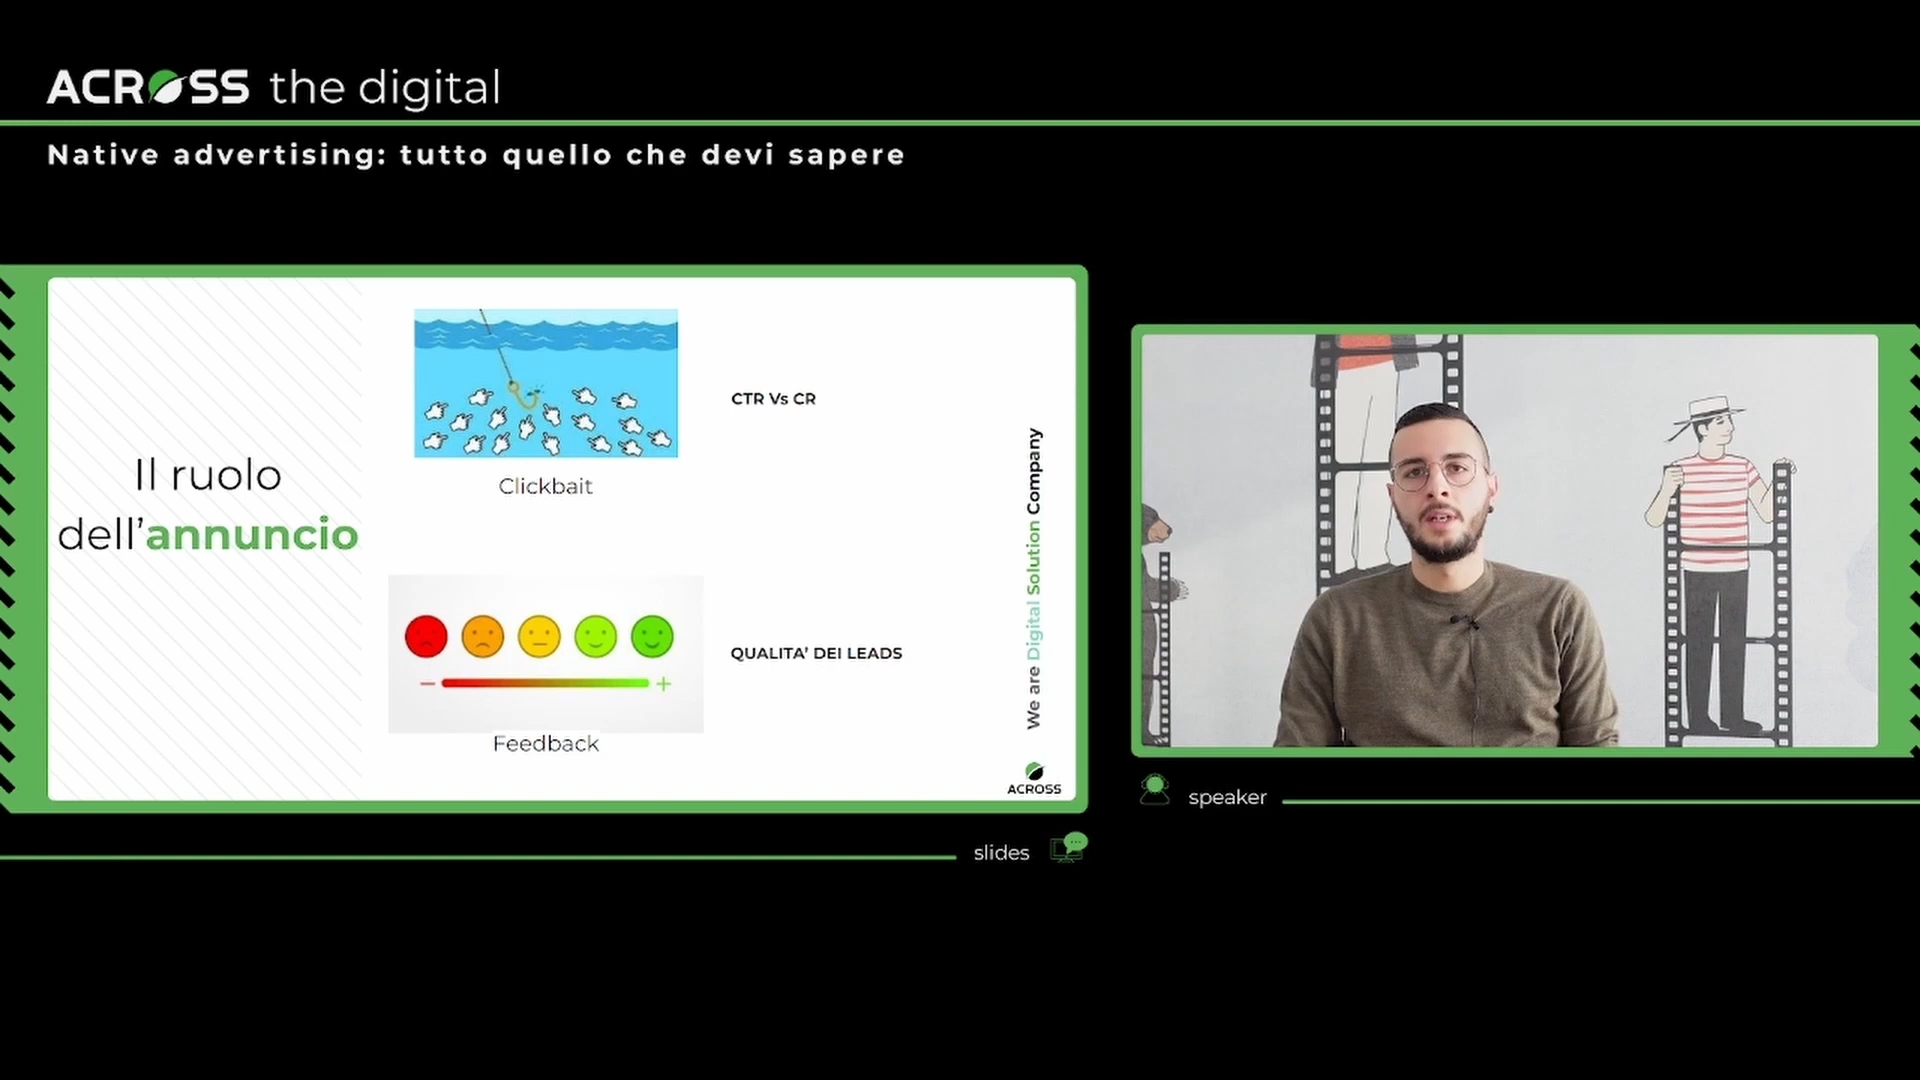 ACROSS the digital
Native advertising: tutto quello che devi sapere
Il ruolo
dell’annuncio
CTR Vs CR
Clickbait
QUALITA’ DEI LEADS
Feedback
We are Digital Solution Company
ACROSS
slides
speaker